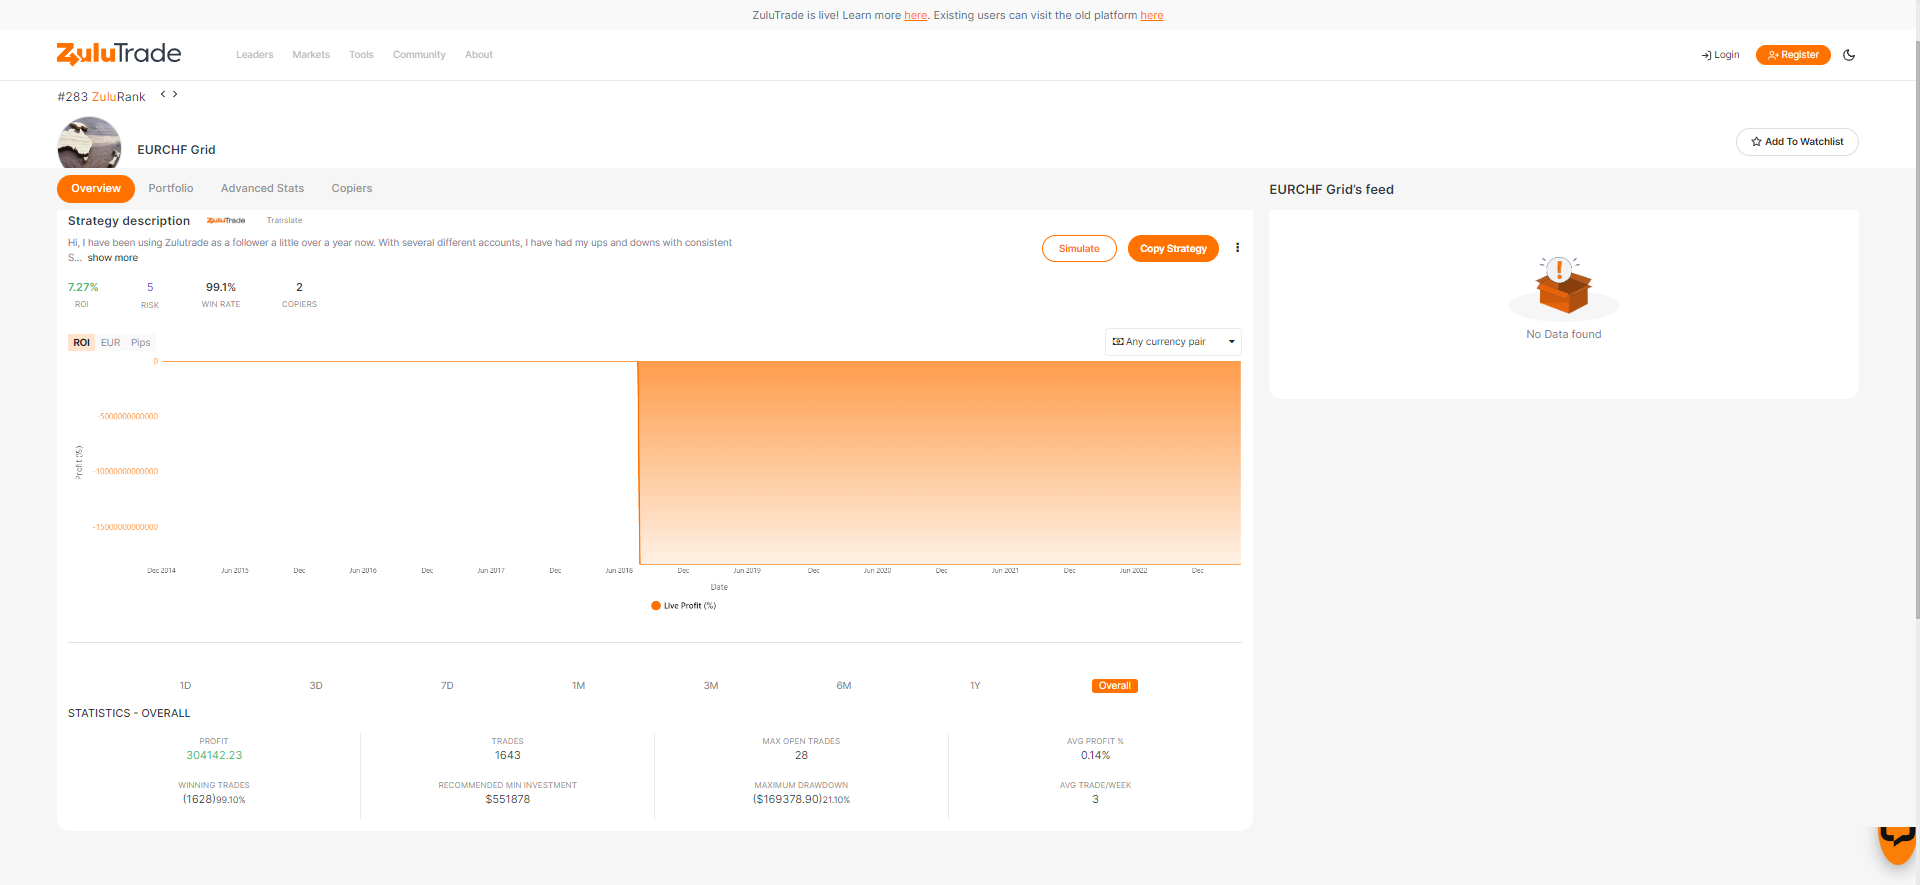 ZuluTrade is live! Learn more here. Existing users can visit the old platform here
ZuluTrade
Leaders
Markets
Tools
Community
About
Login
Register
#283 ZuluRank
EURCHF Grid
Add To Watchlist
Overview
Portfolio
Advanced Stats
Copiers
EURCHF Grid's feed
Strategy description
ZuluTrade
Translate
Hi, I have been using Zulutrade as a follower a little over a year now. With several different accounts, I have had my ups and downs with consistent
S... show more
Simulate
Copy Strategy
7.27%
5
99.1%
2
ROI
RISK
WIN RATE
COPIERS
No Data found
ROI
EUR
Pips
Any currency pair
0
-5000000000000
-10000000000000
-15000000000000
Profit (%)
Dec 2014
Jun 2015
Dec
Jun 2016
Dec
Jun 2017
Dec
Jun 2018
Dec
Jun 2019
Dec
Jun 2020
Dec
Jun 2021
Dec
Jun 2022
Dec
Date
Live Profit (%)
1D
3D
7D
1M
3M
6M
1Y
Overall
STATISTICS - OVERALL
PROFIT
304142.23
TRADES
1643
MAX OPEN TRADES
28
AVG PROFIT %
0.14%
WINNING TRADES
(1628)99.10%
RECOMMENDED MIN INVESTMENT
$551878
MAXIMUM DRAWDOWN
($169378.90)21.10%
AVG TRADE/WEEK
3